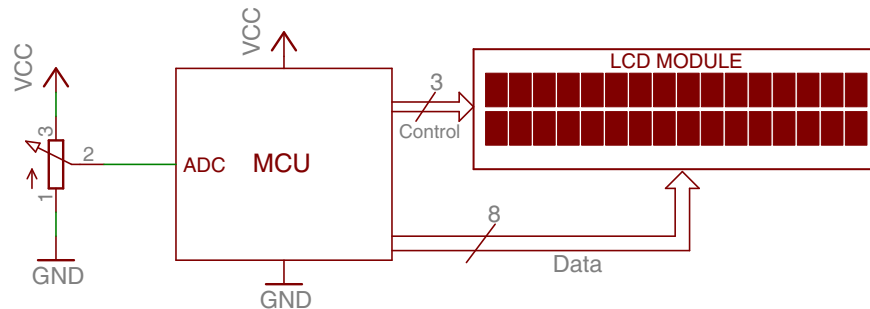 VCC
3
2
1
GND
VCC
ADC
MCU
GND
3
Control
8
Data
LCD MODULE